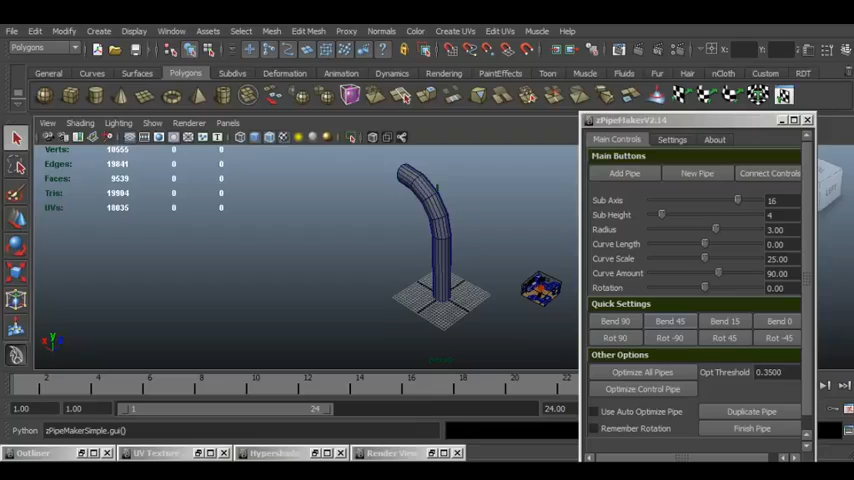 File Edit Modify Create Display Window Assets Select Mesh Edit Mesh Proxy Normals Color Create UVs Edit UVs Muscle Help
Polygons X: Y:
General Curves Surfaces Polygons Subdivs Deformation Animation Dynamics Rendering PaintEffects Toon Muscle Fluids Fur Hair nCloth Custom RDT
zPipeMakerV2.14
View Shading Lighting Show Renderer Panels
Main Controls Settings About
Verts: 10555 0 0
Edges: 19841 0 0
Faces: 9539 0 0
Tris: 19904 0 0
UVs: 18035 0 0
Main Buttons
Add Pipe New Pipe Connect Controls
Sub Axis 16
Sub Height 4
Radius 3.00
Curve Length 0.00
Curve Scale 25.00
Curve Amount 90.00
Rotation 0.00
Quick Settings
Bend 90 Bend 45 Bend 15 Bend 0
Rot 90 Rot -90 Rot 45 Rot -45
Other Options
Optimize All Pipes Opt Threshold 0.3500
Optimize Control Pipe
Use Auto Optimize Pipe Duplicate Pipe
Remember Rotation Finish Pipe
y
x z
persp
2 4 6 8 10 12 14 16 18 20 22
1.00 1.00 1 24 24.00
Python zPipeMakerSimple.gui()
Outliner UV Texture Hypershade Render View